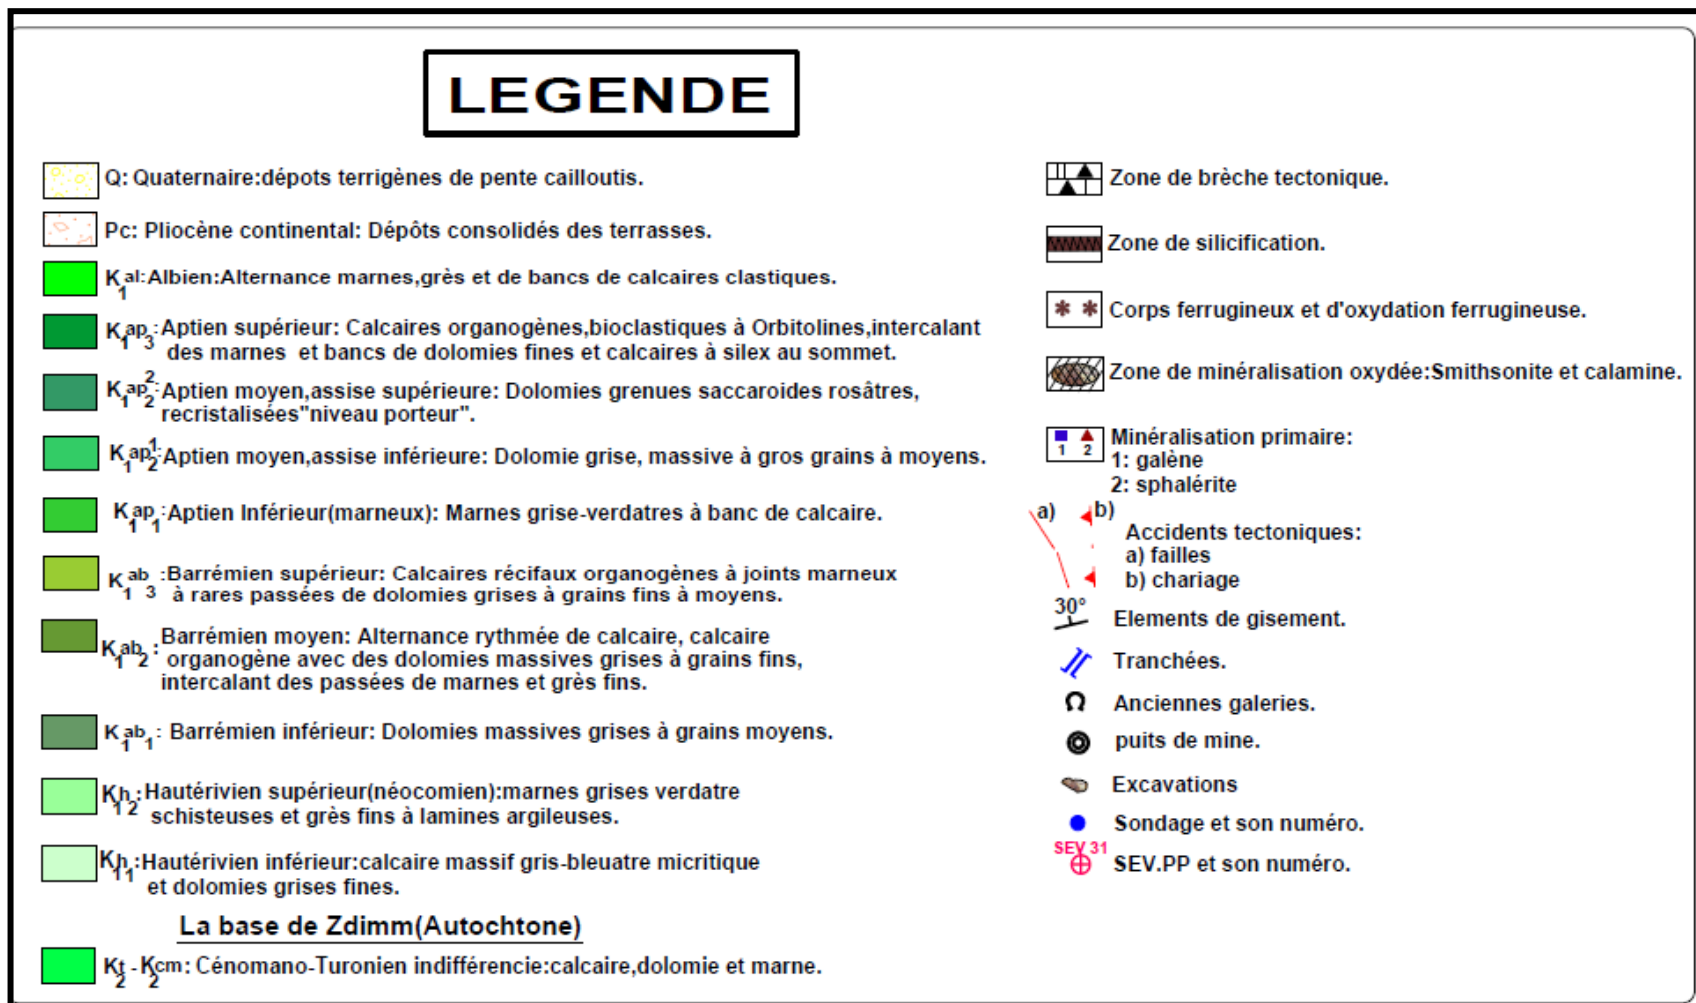 LEGENDE
Q: Quaternaire:dépots terrigènes de pente cailloutis.
Pc: Pliocène continental: Dépôts consolidés des terrasses.
K1al:Albien:Alternance marnes,grès et de bancs de calcaires clastiques.
K1ap3:Aptien supérieur: Calcaires organogènes,bioclastiques à Orbitolines,intercalant
des marnes et bancs de dolomies fines et calcaires à silex au sommet.
K1ap2 2:Aptien moyen,assise supérieure: Dolomies grenues saccaroides rosâtres,
recristalisées"niveau porteur".
K1ap2 1:Aptien moyen,assise inférieure: Dolomie grise, massive à gros grains à moyens.
K1ap1:Aptien Inférieur(marneux): Marnes grise-verdatres à banc de calcaire.
K1ab3:Barrémien supérieur: Calcaires récifaux organogènes à joints marneux
à rares passées de dolomies grises à grains fins à moyens.
K1ab2: Barrémien moyen: Alternance rythmée de calcaire, calcaire
organogène avec des dolomies massives grises à grains fins,
intercalant des passées de marnes et grès fins.
K1ab1: Barrémien inférieur: Dolomies massives grises à grains moyens.
K1h2:Hautérivien supérieur(néocomien):marnes grises verdatre
schisteuses et grès fins à lamines argileuses.
K1h1:Hautérivien inférieur:calcaire massif gris-bleuatre micritique
et dolomies grises fines.
La base de Zdimm(Autochtone)
K2t - K2cm: Cénomano-Turonien indifférencie:calcaire,dolomie et marne.
Zone de brèche tectonique.
Zone de silicification.
Corps ferrugineux et d'oxydation ferrugineuse.
Zone de minéralisation oxydée:Smithsonite et calamine.
1 2
Minéralisation primaire:
1: galène
2: sphalérite
a) b)
Accidents tectoniques:
a) failles
b) chariage
30° Elements de gisement.
Tranchées.
Anciennes galeries.
puits de mine.
Excavations
Sondage et son numéro.
SEV 31
SEV.PP et son numéro.